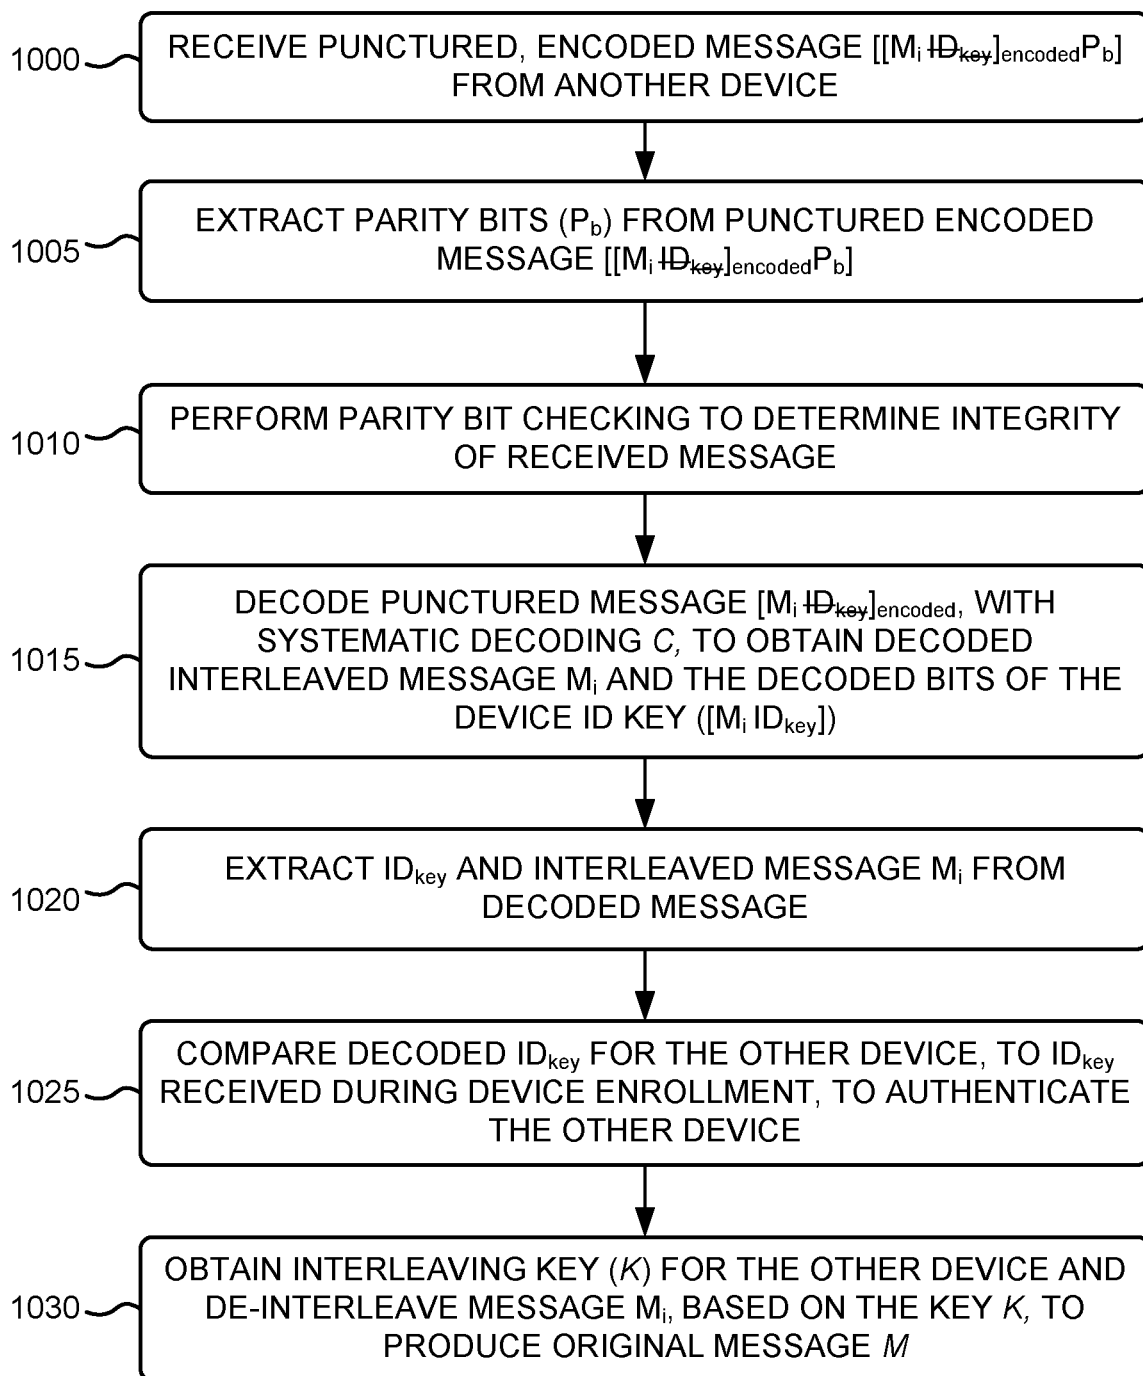 1000
RECEIVE PUNCTURED, ENCODED MESSAGE [[Mi IDkey]encodedPb]
FROM ANOTHER DEVICE
1005
EXTRACT PARITY BITS (Pb) FROM PUNCTURED ENCODED
MESSAGE [[Mi IDkey]encodedPb]
1010
PERFORM PARITY BIT CHECKING TO DETERMINE INTEGRITY
OF RECEIVED MESSAGE
1015
DECODE PUNCTURED MESSAGE [Mi IDkey]encoded, WITH
SYSTEMATIC DECODING C, TO OBTAIN DECODED
INTERLEAVED MESSAGE Mi AND THE DECODED BITS OF THE
DEVICE ID KEY ([Mi IDkey])
1020
EXTRACT IDkey AND INTERLEAVED MESSAGE Mi FROM
DECODED MESSAGE
1025
COMPARE DECODED IDkey FOR THE OTHER DEVICE, TO IDkey
RECEIVED DURING DEVICE ENROLLMENT, TO AUTHENTICATE
THE OTHER DEVICE
1030
OBTAIN INTERLEAVING KEY (K) FOR THE OTHER DEVICE AND
DE-INTERLEAVE MESSAGE Mi, BASED ON THE KEY K, TO
PRODUCE ORIGINAL MESSAGE M